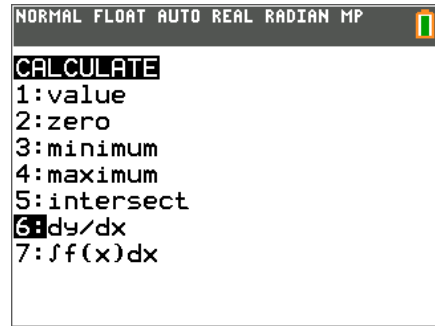 NORMAL FLOAT AUTO REAL RADIAN MP
CALCULATE
1:value
2:zero
3:minimum
4:maximum
5:intersect
6:dy/dx
7:∫f(x)dx